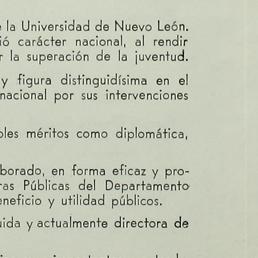 la Universidad de Nuevo León.
ió carácter nacional, al rendir
r la superación de la juventud.
y figura distinguidísima en el
nacional por sus intervenciones
bles méritos como diplomática,
borado, en forma eficaz y pro-
ras Públicas del Departamento
eneficio y utilidad públicos.
uida y actualmente directora de